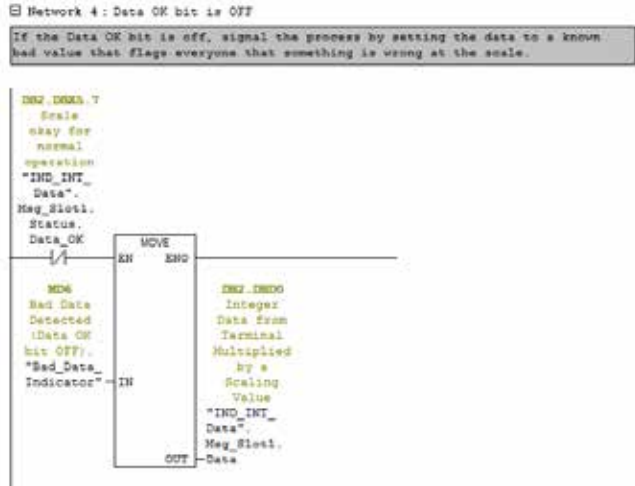 Network 4 : Data OK bit is OFF
If the Data OK bit is off, signal the process by setting the data to a known
bad value that flags everyone that something is wrong at the scale.
DB2.DBX5.7
Scale
okay for
normal
operation
"IND_INT_
Data".
Msg_Slot1.
Status.
Data_OK
MOVE
EN ENO
MD6
Bad Data
Detected
(Data OK
bit OFF).
"Bad_Data_
Indicator" IN
DB2.DBD0
Integer
Data from
Terminal
Multiplied
by a
Scaling
Value
"IND_INT_
Data".
Msg_Slot1.
OUT Data